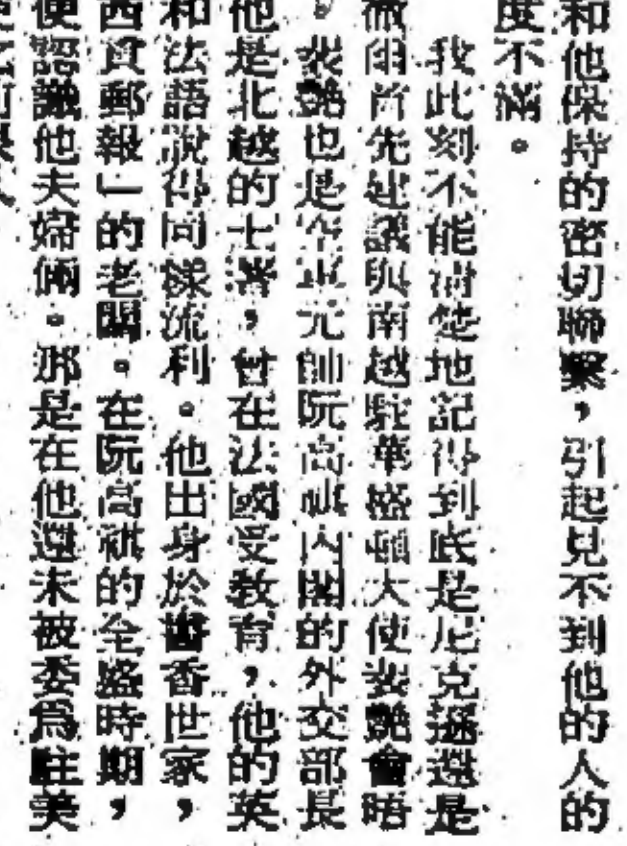 和他保持的密切聯繫，引起見不到他的人的
度不滿。
我此刻不能清楚地記得到底是尼克遜還是
微爾首先建議與南越駐華盛頓大使裴艷會晤
，裴艷也是空軍元帥阮高祺內閣的外交部長
他是北越的土著，曾在法國受教育，他的英
和法語說得同樣流利。他出身於書香世家，
西貢郵報」的老闆。在阮高祺的全盛時期，
便認識他夫婦倆。那是在他還未被委爲駐美